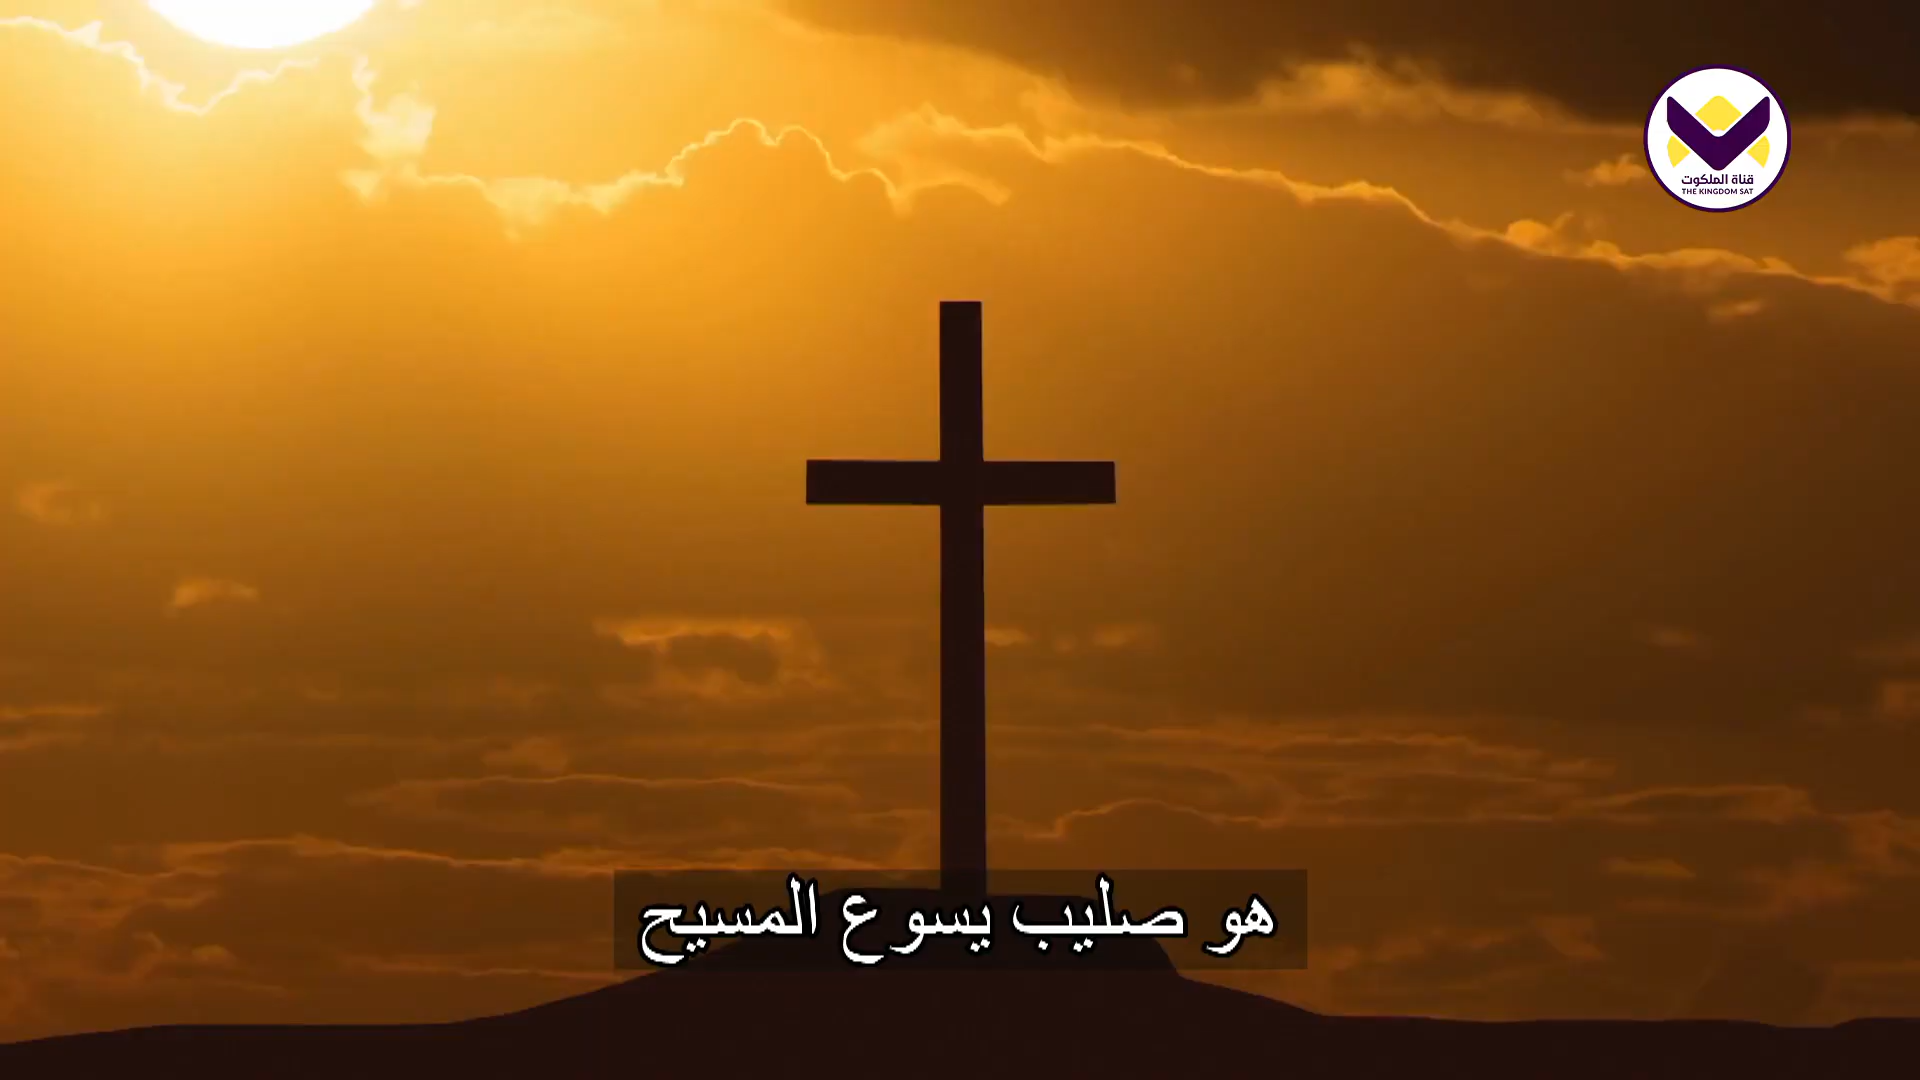 قناة الملكوت
THE KINGDOM SAT
هو صليب يسوع المسيح